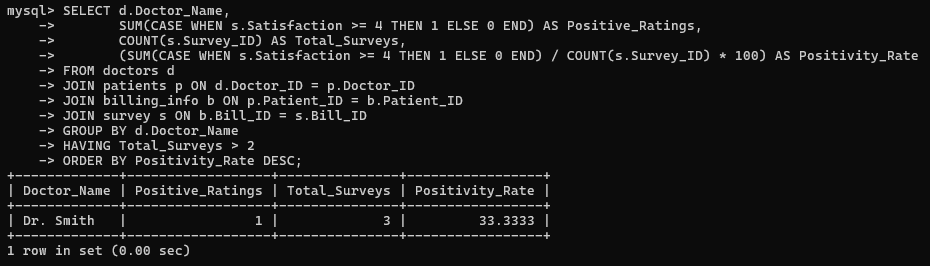 mysql> SELECT d.Doctor_Name,
    ->        SUM(CASE WHEN s.Satisfaction >= 4 THEN 1 ELSE 0 END) AS Positive_Ratings,
    ->        COUNT(s.Survey_ID) AS Total_Surveys,
    ->        (SUM(CASE WHEN s.Satisfaction >= 4 THEN 1 ELSE 0 END) / COUNT(s.Survey_ID) * 100) AS Positivity_Rate
    -> FROM doctors d
    -> JOIN patients p ON d.Doctor_ID = p.Doctor_ID
    -> JOIN billing_info b ON p.Patient_ID = b.Patient_ID
    -> JOIN survey s ON b.Bill_ID = s.Bill_ID
    -> GROUP BY d.Doctor_Name
    -> HAVING Total_Surveys > 2
    -> ORDER BY Positivity_Rate DESC;
+-------------+------------------+---------------+-----------------+
| Doctor_Name | Positive_Ratings | Total_Surveys | Positivity_Rate |
+-------------+------------------+---------------+-----------------+
| Dr. Smith   |                1 |             3 |         33.3333 |
+-------------+------------------+---------------+-----------------+
1 row in set (0.00 sec)